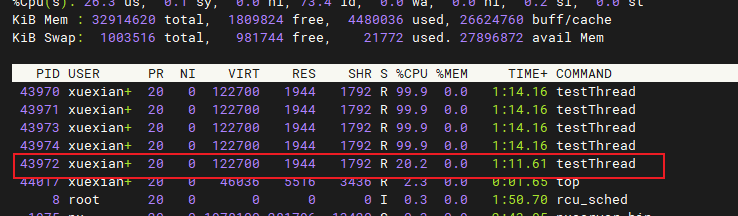 %Cpu(s): 26.3 us, 0.1 sy, 0.0 ni, 73.4 id, 0.0 wa, 0.0 hi, 0.2 si, 0.0 st
KiB Mem : 32914620 total, 1809824 free, 4480036 used, 26624760 buff/cache
KiB Swap: 1003516 total, 981744 free, 21772 used. 27896872 avail Mem
PID USER PR NI VIRT RES SHR S %CPU %MEM TIME+ COMMAND
43970 xuexian+ 20 0 122700 1944 1792 R 99.9 0.0 1:14.16 testThread
43971 xuexian+ 20 0 122700 1944 1792 R 99.9 0.0 1:14.16 testThread
43973 xuexian+ 20 0 122700 1944 1792 R 99.9 0.0 1:14.16 testThread
43974 xuexian+ 20 0 122700 1944 1792 R 99.9 0.0 1:14.16 testThread
43972 xuexian+ 20 0 122700 1944 1792 R 20.2 0.0 1:11.61 testThread
44017 xuexian+ 20 0 46036 5516 3436 R 2.3 0.0 0:01.65 top
8 root 20 0 0 0 0 I 0.3 0.0 1:50.70 rcu_sched